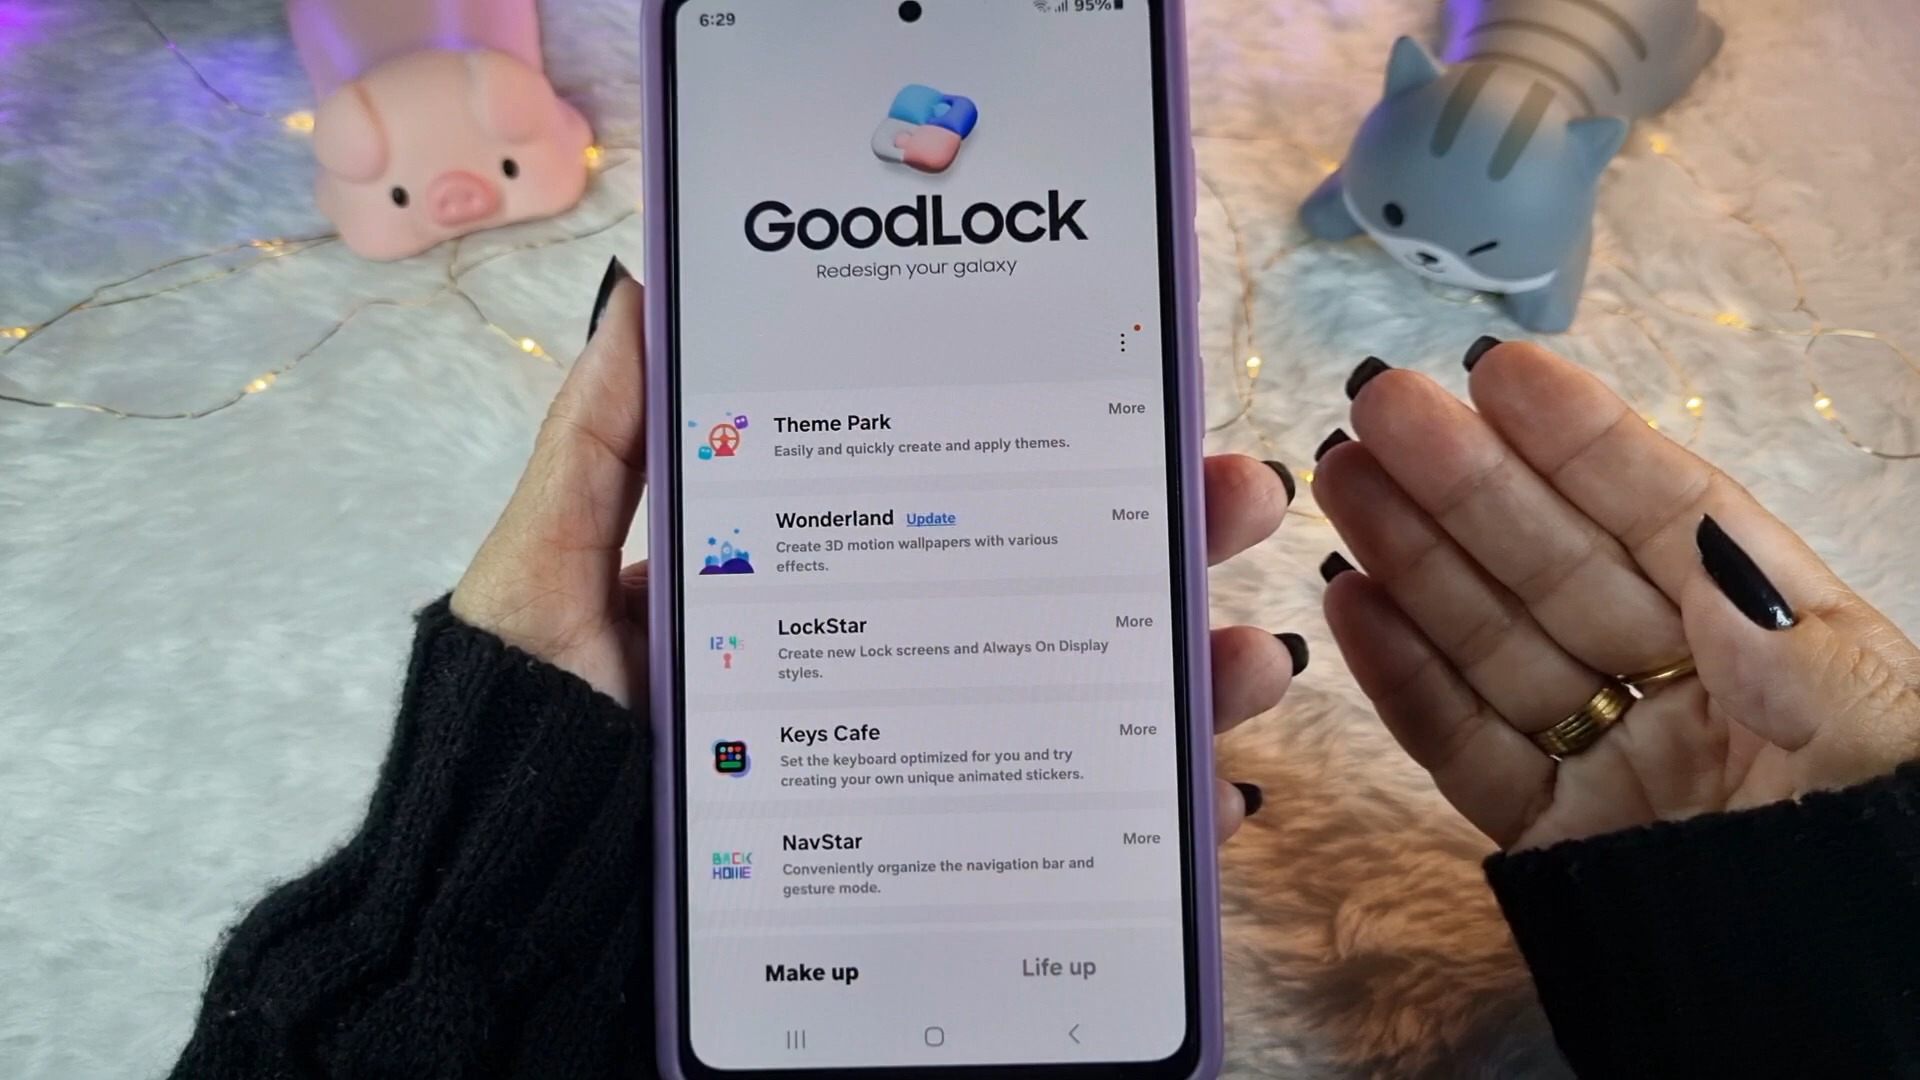 6:29
95%
GoodLock
Redesign your galaxy
Theme Park
More
Easily and quickly create and apply themes.
Wonderland Update
More
Create 3D motion wallpapers with various
effects.
LockStar
More
Create new Lock screens and Always On Display
styles.
Keys Cafe
More
Set the keyboard optimized for you and try
creating your own unique animated stickers.
BACK
HOME
NavStar
More
Conveniently organize the navigation bar and
gesture mode.
Make up
Life up